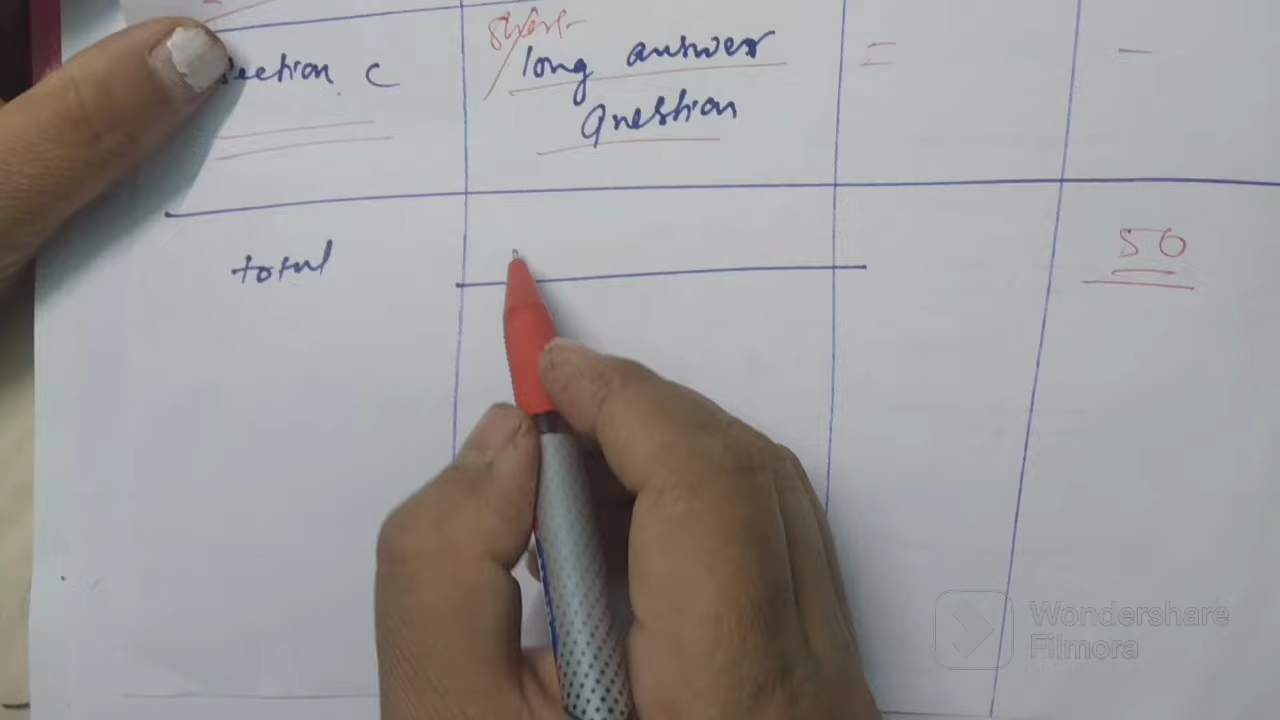 Short
Section C
long answer
Question
=
-
total
50
Wondershare
Filmora